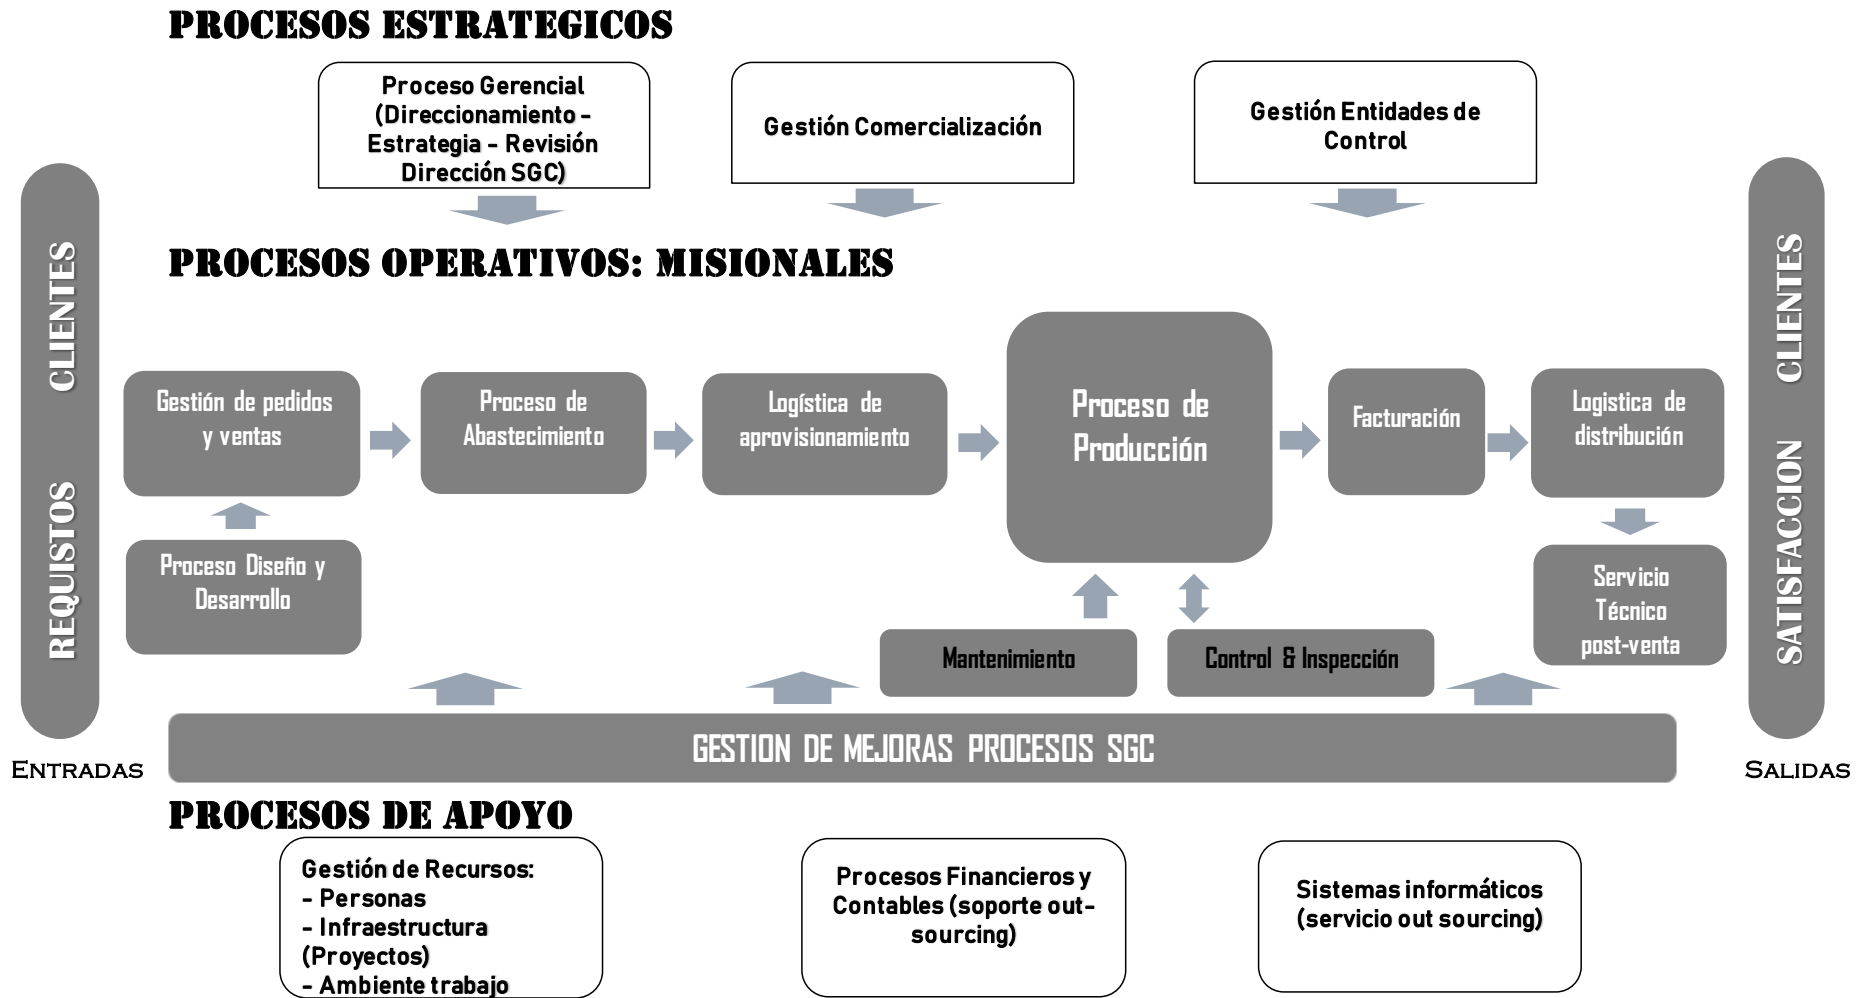 PROCESOS ESTRATEGICOS
Proceso Gerencial
(Direccionamiento -
Estrategia - Revisión
Dirección SGC)
Gestión Comercialización
Gestión Entidades de
Control
CLIENTES
REQUISTOS
ENTRADAS
PROCESOS OPERATIVOS: MISIONALES
Gestión de pedidos
y ventas
Proceso de
Abastecimiento
Logística de
aprovisionamiento
Proceso de
Producción
Facturación
Logistica de
distribución
Proceso Diseño y
Desarrollo
Mantenimiento
Control & Inspección
Servicio
Técnico
post-venta
CLIENTES
SATISFACCION
SALIDAS
GESTION DE MEJORAS PROCESOS SGC
PROCESOS DE APOYO
Gestión de Recursos:
- Personas
- Infraestructura
(Proyectos)
- Ambiente trabajo
Procesos Financieros y
Contables (soporte out-
sourcing)
Sistemas informáticos
(servicio out sourcing)